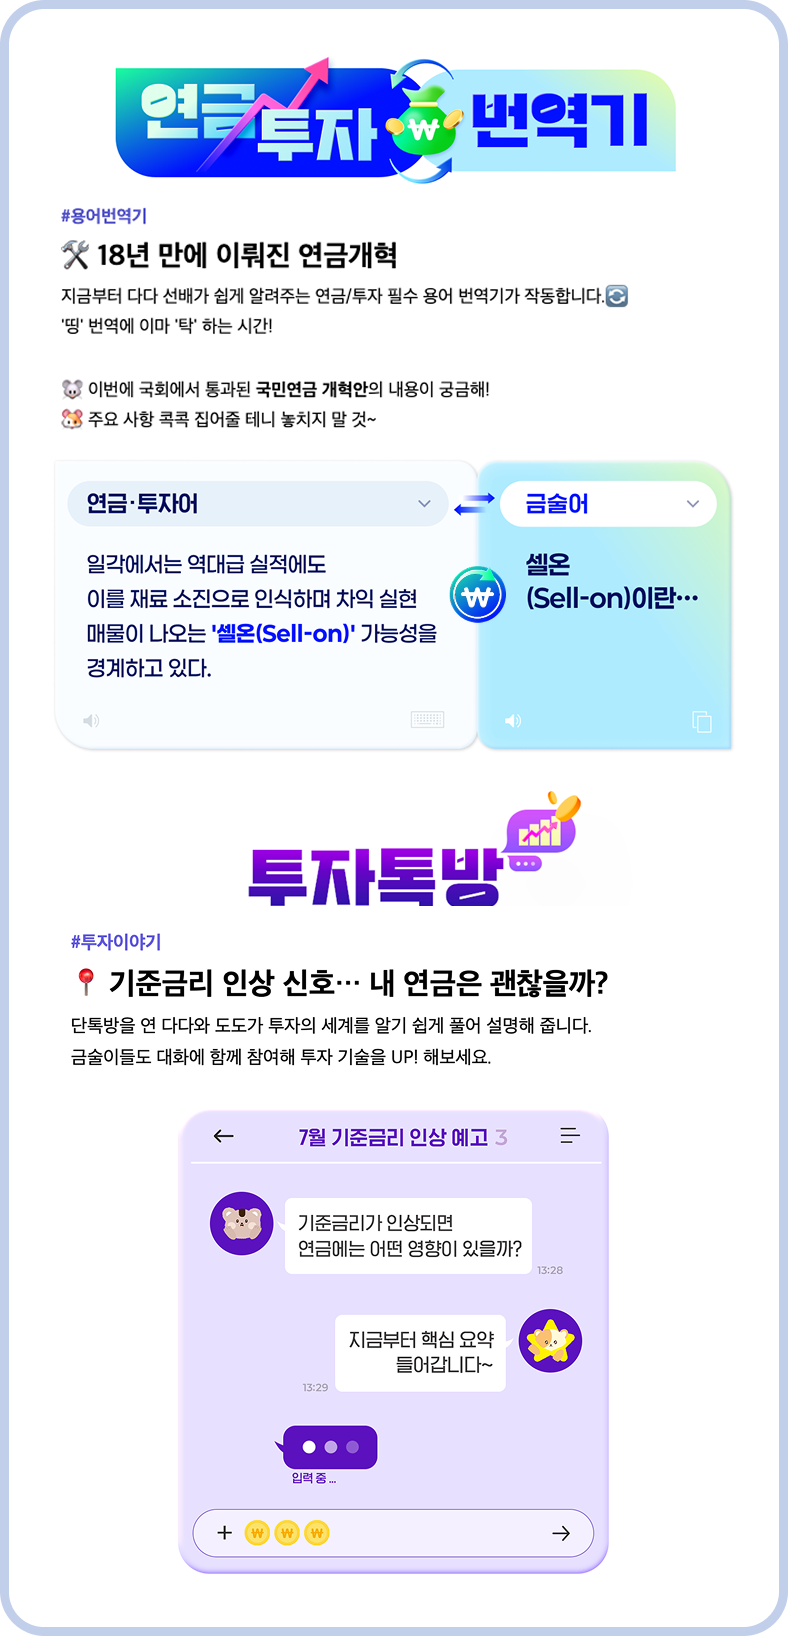 연금 투자 번역기
#용어번역기
🛠️ 18년 만에 이뤄진 연금개혁
지금부터 다다 선배가 쉽게 알려주는 연금/투자 필수 용어 번역기가 작동합니다.🔄
'띵' 번역에 이마 '탁' 하는 시간!
🐭 이번에 국회에서 통과된 국민연금 개혁안의 내용이 궁금해!
🐹 주요 사항 콕콕 집어줄 테니 놓치지 말 것~
연금·투자어
일각에서는 역대급 실적에도
이를 재료 소진으로 인식하며 차익 실현
매물이 나오는 '셀온(Sell-on)' 가능성을
경계하고 있다.
금술어
셀온
(Sell-on)이란…
투자톡방
#투자이야기
📍 기준금리 인상 신호… 내 연금은 괜찮을까?
단톡방을 연 다다와 도도가 투자의 세계를 알기 쉽게 풀어 설명해 줍니다.
금술이들도 대화에 함께 참여해 투자 기술을 UP! 해보세요.
7월 기준금리 인상 예고 3
기준금리가 인상되면
연금에는 어떤 영향이 있을까?
13:28
지금부터 핵심 요약
들어갑니다~
13:29
입력 중 ...